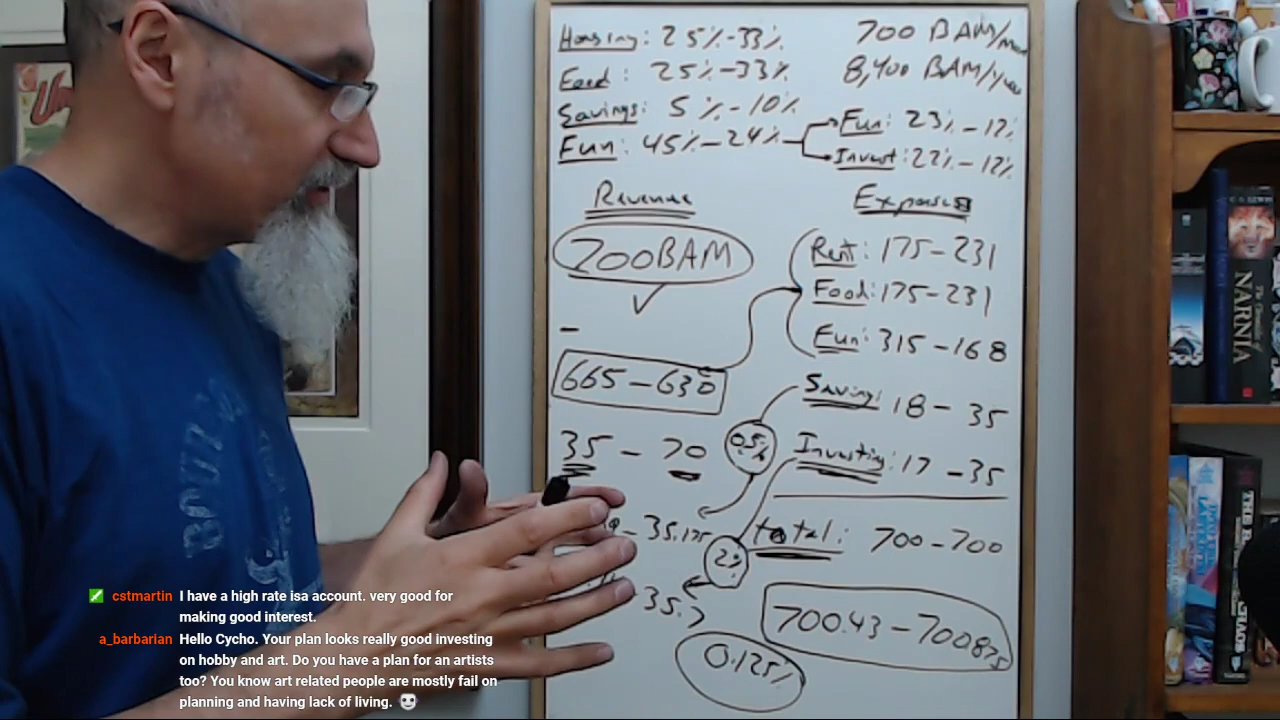 Housing: 25%-33%
Food: 25%-33%
Savings: 5%-10%
Fun: 45%-24%
700 BAM/
8,400 BAM/
Fun: 23%-12%
Invest: 22%-12%
Revenue
700BAM
-
665-630
35 - 70
- 35.175
35.7
Expenses
Rent: 175-231
Food: 175-231
Fun: 315-168
Savings 18-35
Investing: 17-35
0.5%
2%
total: 700-700
700.43-700.875
0.125%
NARNIA
cstmartin I have a high rate isa account. very good for
making good interest.
a_barbarian Hello Cycho. Your plan looks really good investing
on hobby and art. Do you have a plan for an artists
too? You know art related people are mostly fail on
planning and having lack of living.